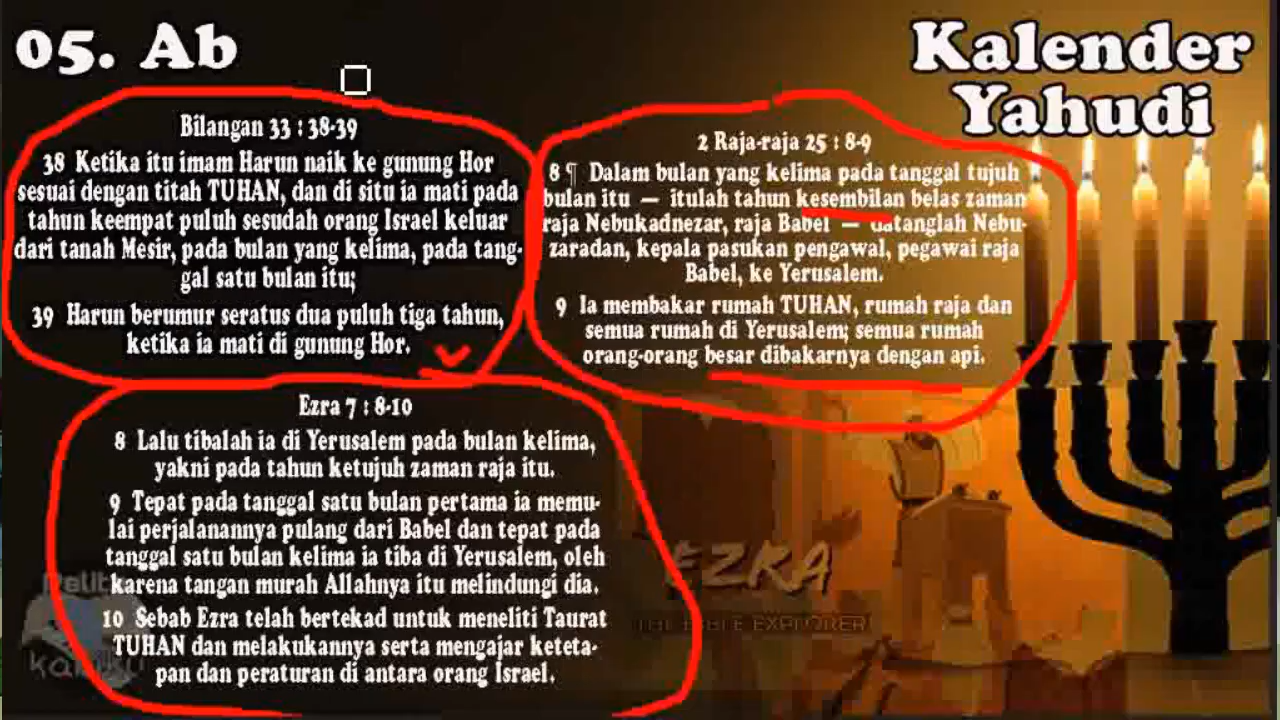 05. Ab
Kalender
Yahudi
Bilangan 33 : 38-39
38 Ketika itu imam Harun naik ke gunung Hor
sesuai dengan titah TUHAN, dan di situ ia mati pada
tahun keempat puluh sesudah orang Israel keluar
dari tanah Mesir, pada bulan yang kelima, pada tang-
gal satu bulan itu;
39 Harun berumur seratus dua puluh tiga tahun,
ketika ia mati di gunung Hor.
2 Raja-raja 25 : 8-9
8 ¶ Dalam bulan yang kelima pada tanggal tujuh
bulan itu — itulah tahun kesembilan belas zaman
raja Nebukadnezar, raja Babel — datanglah Nebu-
zaradan, kepala pasukan pengawal, pegawai raja
Babel, ke Yerusalem.
9 Ia membakar rumah TUHAN, rumah raja dan
semua rumah di Yerusalem; semua rumah
orang-orang besar dibakarnya dengan api.
Ezra 7 : 8-10
8 Lalu tibalah ia di Yerusalem pada bulan kelima,
yakni pada tahun ketujuh zaman raja itu.
9 Tepat pada tanggal satu bulan pertama ia memu-
lai perjalanannya pulang dari Babel dan tepat pada
tanggal satu bulan kelima ia tiba di Yerusalem, oleh
karena tangan murah Allahnya itu melindungi dia.
10 Sebab Ezra telah bertekad untuk meneliti Taurat
TUHAN dan melakukannya serta mengajar keteta-
pan dan peraturan di antara orang Israel.
EZRA
THE BIBLE EXPLORER